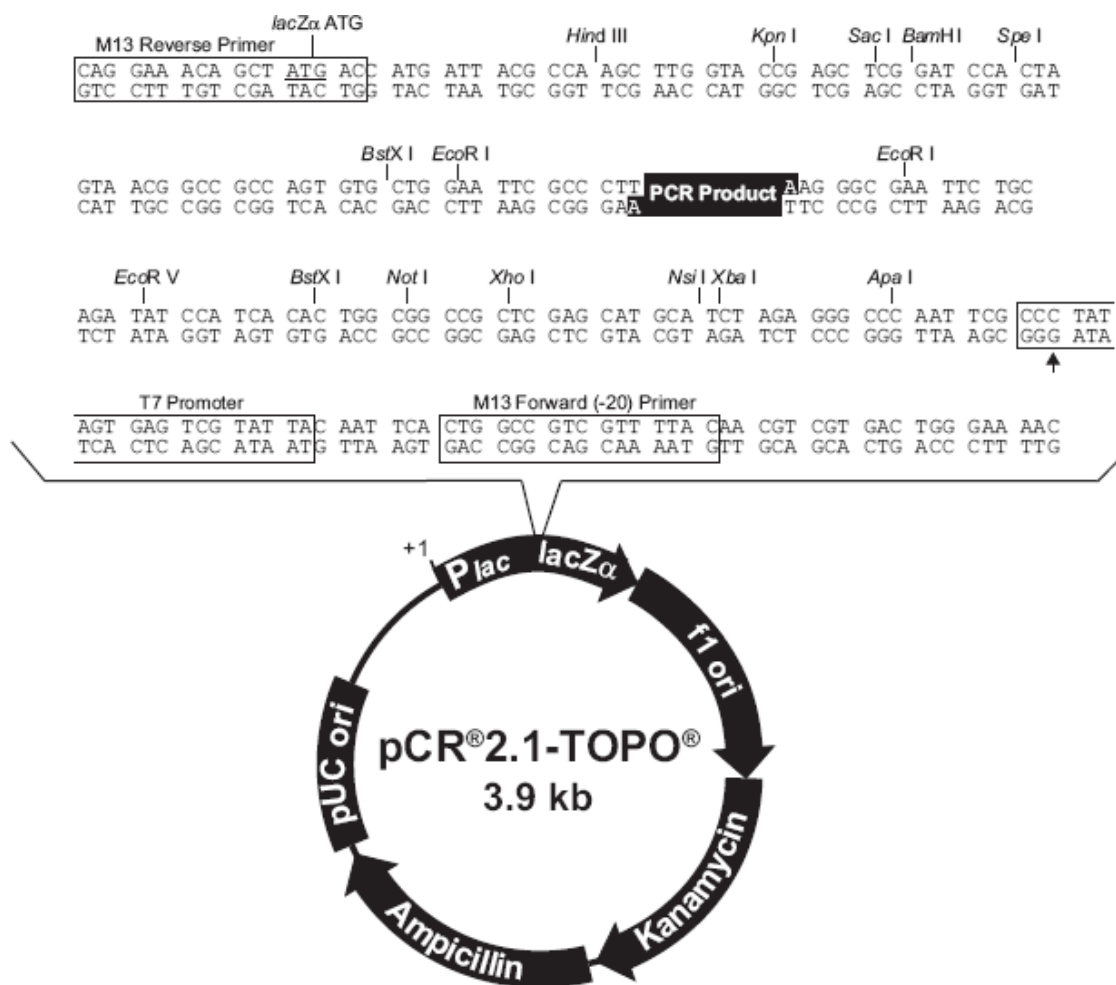 lacZα ATG
M13 Reverse Primer
Hind III Kpn I Sac I BamH I Spe I
CAG GAA ACA GCT ATG ACC ATG ATT ACG CCA AGC TTG GTA CCG AGC TCG GAT CCA CTA
GTC CTT TGT CGA TAC TGG TAC TAA TGC GGT TCG AAC CAT GGC TCG AGC CTA GGT GAT
BstX I EcoR I EcoR I
GTA ACG GCC GCC AGT GTG CTG GAA TTC GCC CTT PCR Product AAG GGC GAA TTC TGC
CAT TGC CGG CGG TCA CAC GAC CTT AAG CGG GAA TTC CCG CTT AAG ACG
EcoR V BstX I Not I Xho I Nsi I Xba I Apa I
AGA TAT CCA TCA CAC TGG CGG CCG CTC GAG CAT GCA TCT AGA GGG CCC AAT TCG CCC TAT
TCT ATA GGT AGT GTG ACC GCC GGC GAG CTC GTA CGT AGA TCT CCC GGG TTA AGC GGG ATA
T7 Promoter M13 Forward (-20) Primer
AGT GAG TCG TAT TAC AAT TCA CTG GCC GTC GTT TTA CAA CGT CGT GAC TGG GAA AAC
TCA CTC AGC ATA ATG TTA AGT GAC CGG CAG CAA AAT GTT GCA GCA CTG ACC CTT TTG
+1
Plac lacZα
f1 ori
Kanamycin
Ampicillin
pUC ori
pCR®2.1-TOPO®
3.9 kb